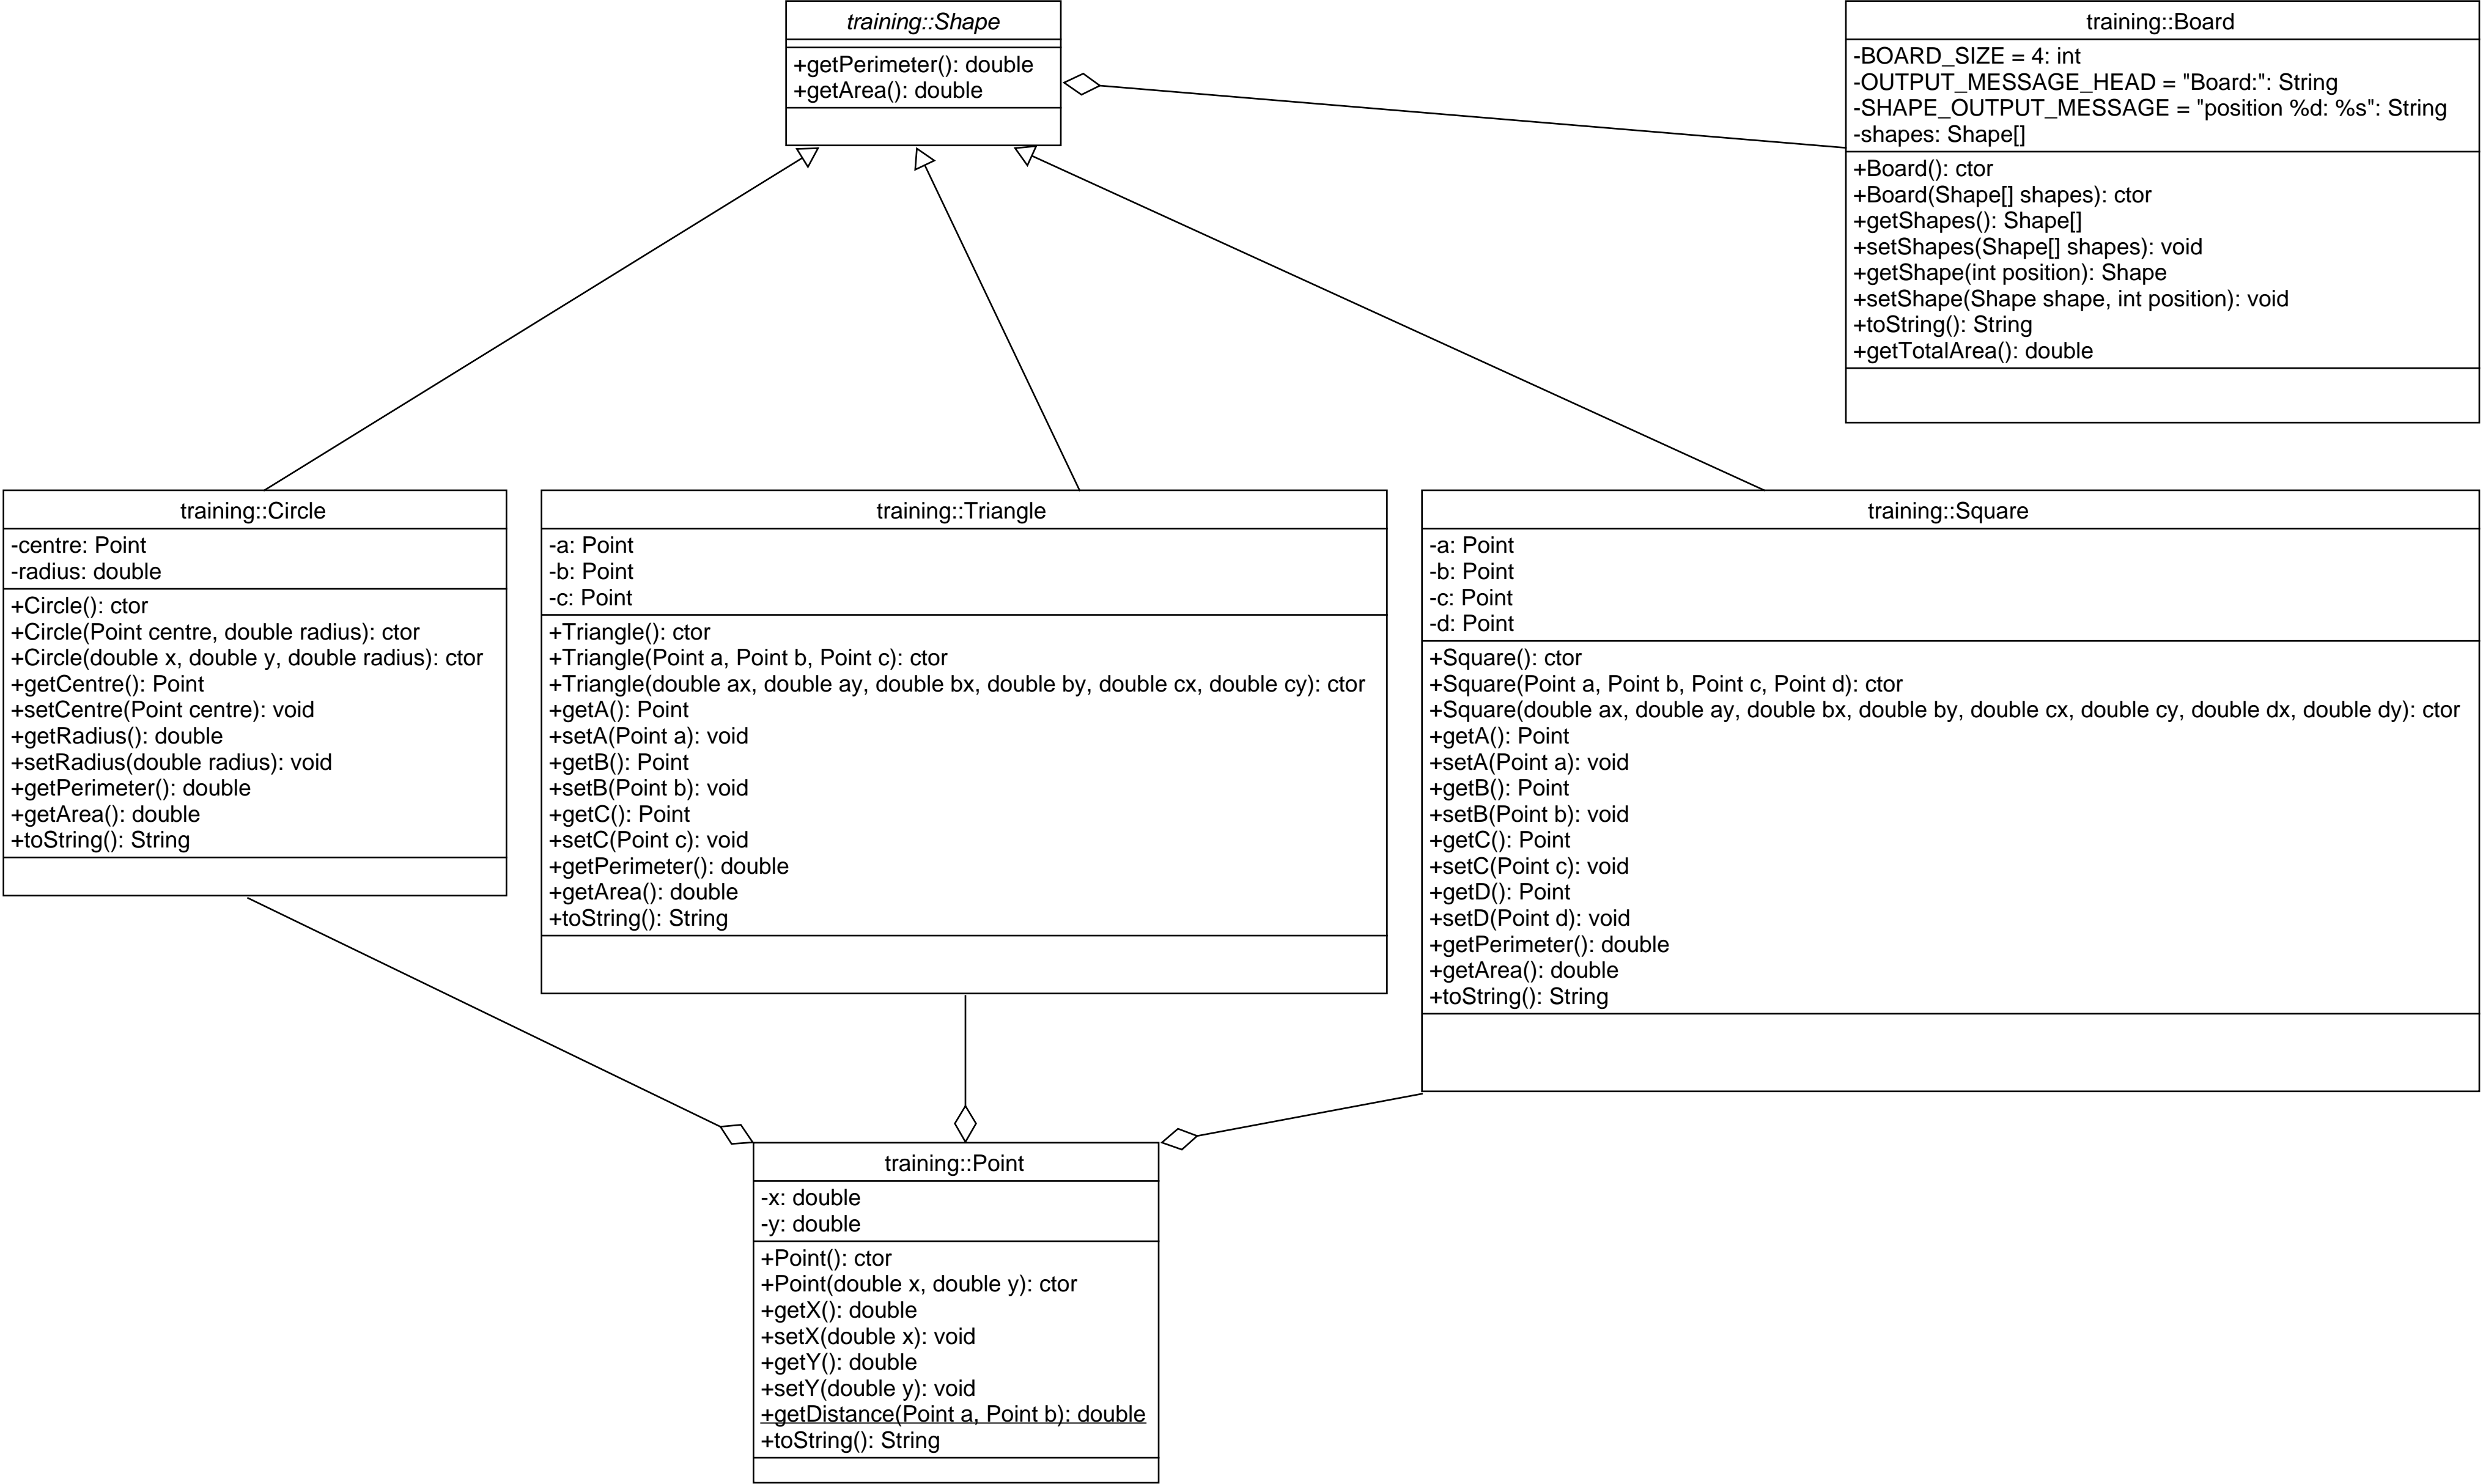 training::Shape
+getPerimeter(): double
+getArea(): double
training::Board
-BOARD_SIZE = 4: int
-OUTPUT_MESSAGE_HEAD = "Board:": String
-SHAPE_OUTPUT_MESSAGE = "position %d: %s": String
-shapes: Shape[]
+Board(): ctor
+Board(Shape[] shapes): ctor
+getShapes(): Shape[]
+setShapes(Shape[] shapes): void
+getShape(int position): Shape
+setShape(Shape shape, int position): void
+toString(): String
+getTotalArea(): double
training::Circle
-centre: Point
-radius: double
+Circle(): ctor
+Circle(Point centre, double radius): ctor
+Circle(double x, double y, double radius): ctor
+getCentre(): Point
+setCentre(Point centre): void
+getRadius(): double
+setRadius(double radius): void
+getPerimeter(): double
+getArea(): double
+toString(): String
training::Triangle
-a: Point
-b: Point
-c: Point
+Triangle(): ctor
+Triangle(Point a, Point b, Point c): ctor
+Triangle(double ax, double ay, double bx, double by, double cx, double cy): ctor
+getA(): Point
+setA(Point a): void
+getB(): Point
+setB(Point b): void
+getC(): Point
+setC(Point c): void
+getPerimeter(): double
+getArea(): double
+toString(): String
training::Square
-a: Point
-b: Point
-c: Point
-d: Point
+Square(): ctor
+Square(Point a, Point b, Point c, Point d): ctor
+Square(double ax, double ay, double bx, double by, double cx, double cy, double dx, double dy): ctor
+getA(): Point
+setA(Point a): void
+getB(): Point
+setB(Point b): void
+getC(): Point
+setC(Point c): void
+getD(): Point
+setD(Point d): void
+getPerimeter(): double
+getArea(): double
+toString(): String
training::Point
-x: double
-y: double
+Point(): ctor
+Point(double x, double y): ctor
+getX(): double
+setX(double x): void
+getY(): double
+setY(double y): void
+getDistance(Point a, Point b): double
+toString(): String